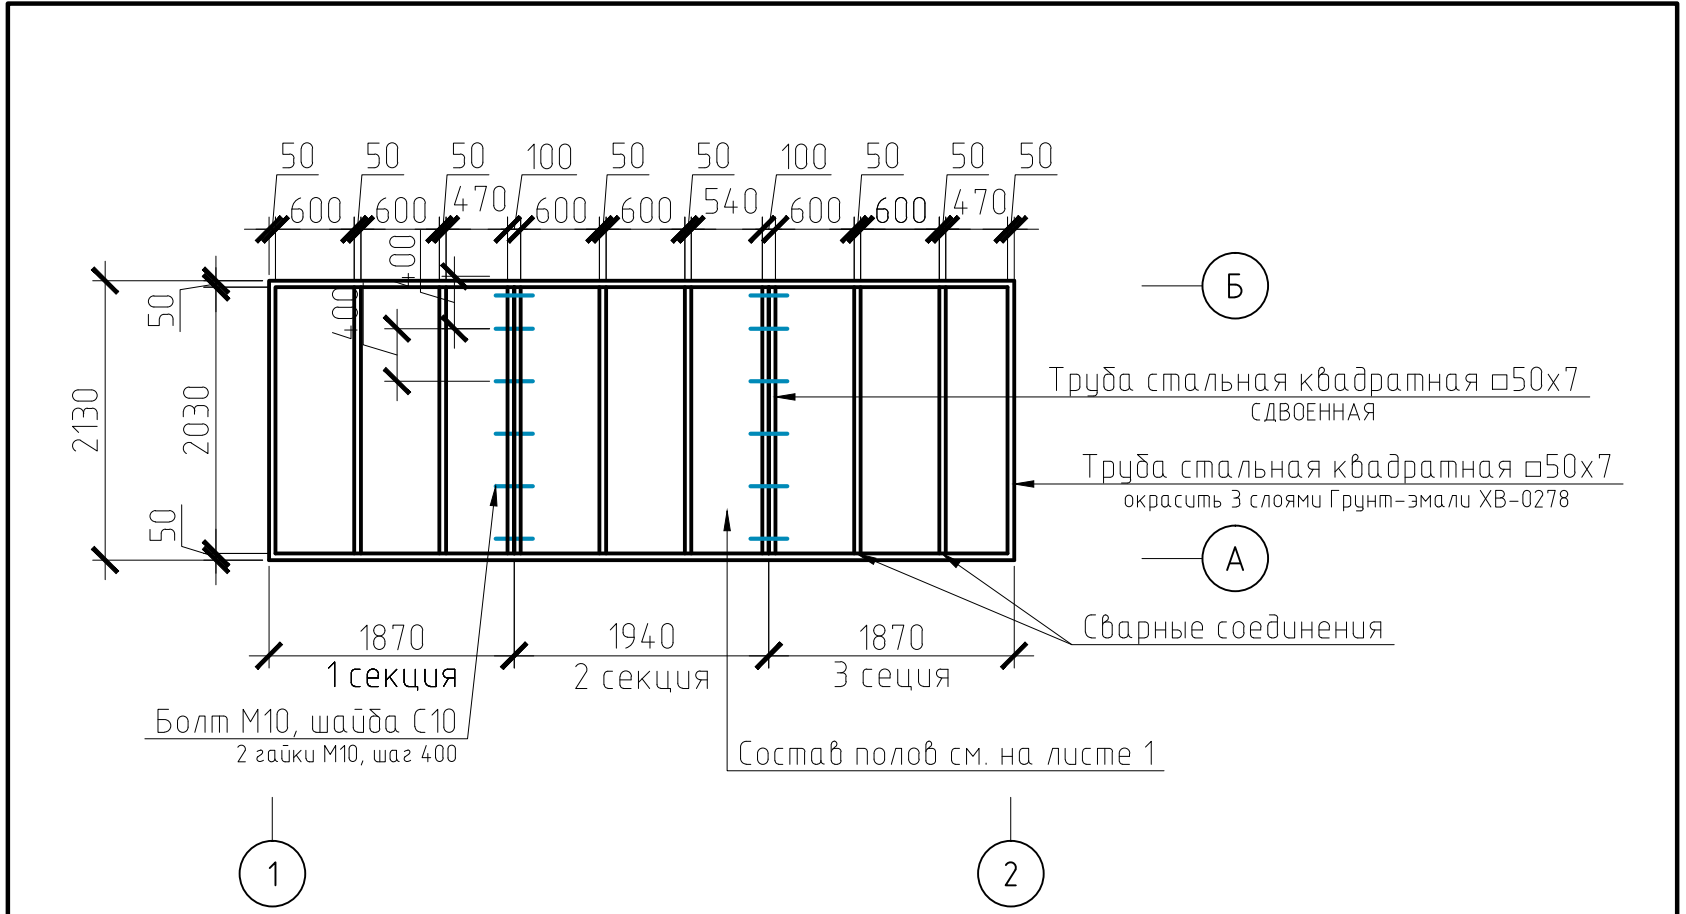 50 50 50 100 50 50 100 50 50 50
600 600 470 600 600 540 600 600 470
400
400
Б
50
2130
2030
50
Труба стальная квадратная □50х7
СДВОЕННАЯ
Труба стальная квадратная □50х7
окрасить 3 слоями Грунт-эмали ХВ-0278
А
Сварные соединения
1870 1940 1870
1 секция 2 секция 3 сеция
Болт М10, шайба С10
2 гайки М10, шаг 400
Состав полов см. на листе 1
1 2